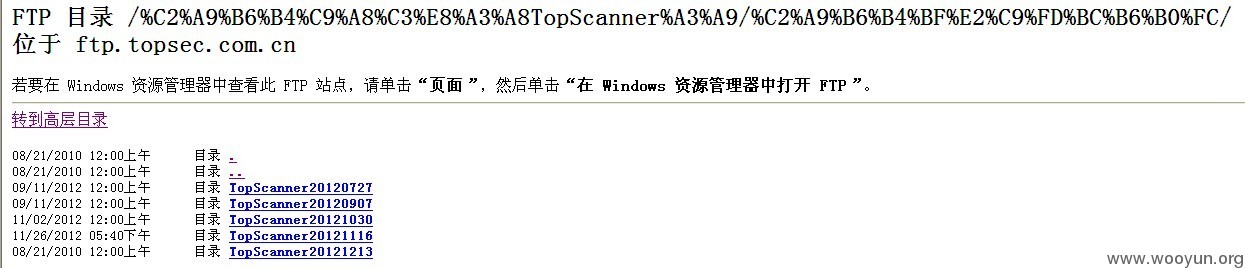 FTP 目录 /%C2%A9%B6%B4%C9%A8%C3%E8%A3%A8TopScanner%A3%A9/%C2%A9%B6%B4%BF%E2%C9%FD%BC%B6%B0%FC/
位于 ftp.topsec.com.cn
若要在 Windows 资源管理器中查看此 FTP 站点，请单击“页面 ”，然后单击“在 Windows 资源管理器中打开 FTP ”。
转到高层目录
08/21/2010 12:00上午 目录 .
08/21/2010 12:00上午 目录 ..
09/11/2012 12:00上午 目录 TopScanner20120727
09/11/2012 12:00上午 目录 TopScanner20120907
11/02/2012 12:00上午 目录 TopScanner20121030
11/26/2012 05:40下午 目录 TopScanner20121116
08/21/2010 12:00上午 目录 TopScanner20121213
www.wooyun.org